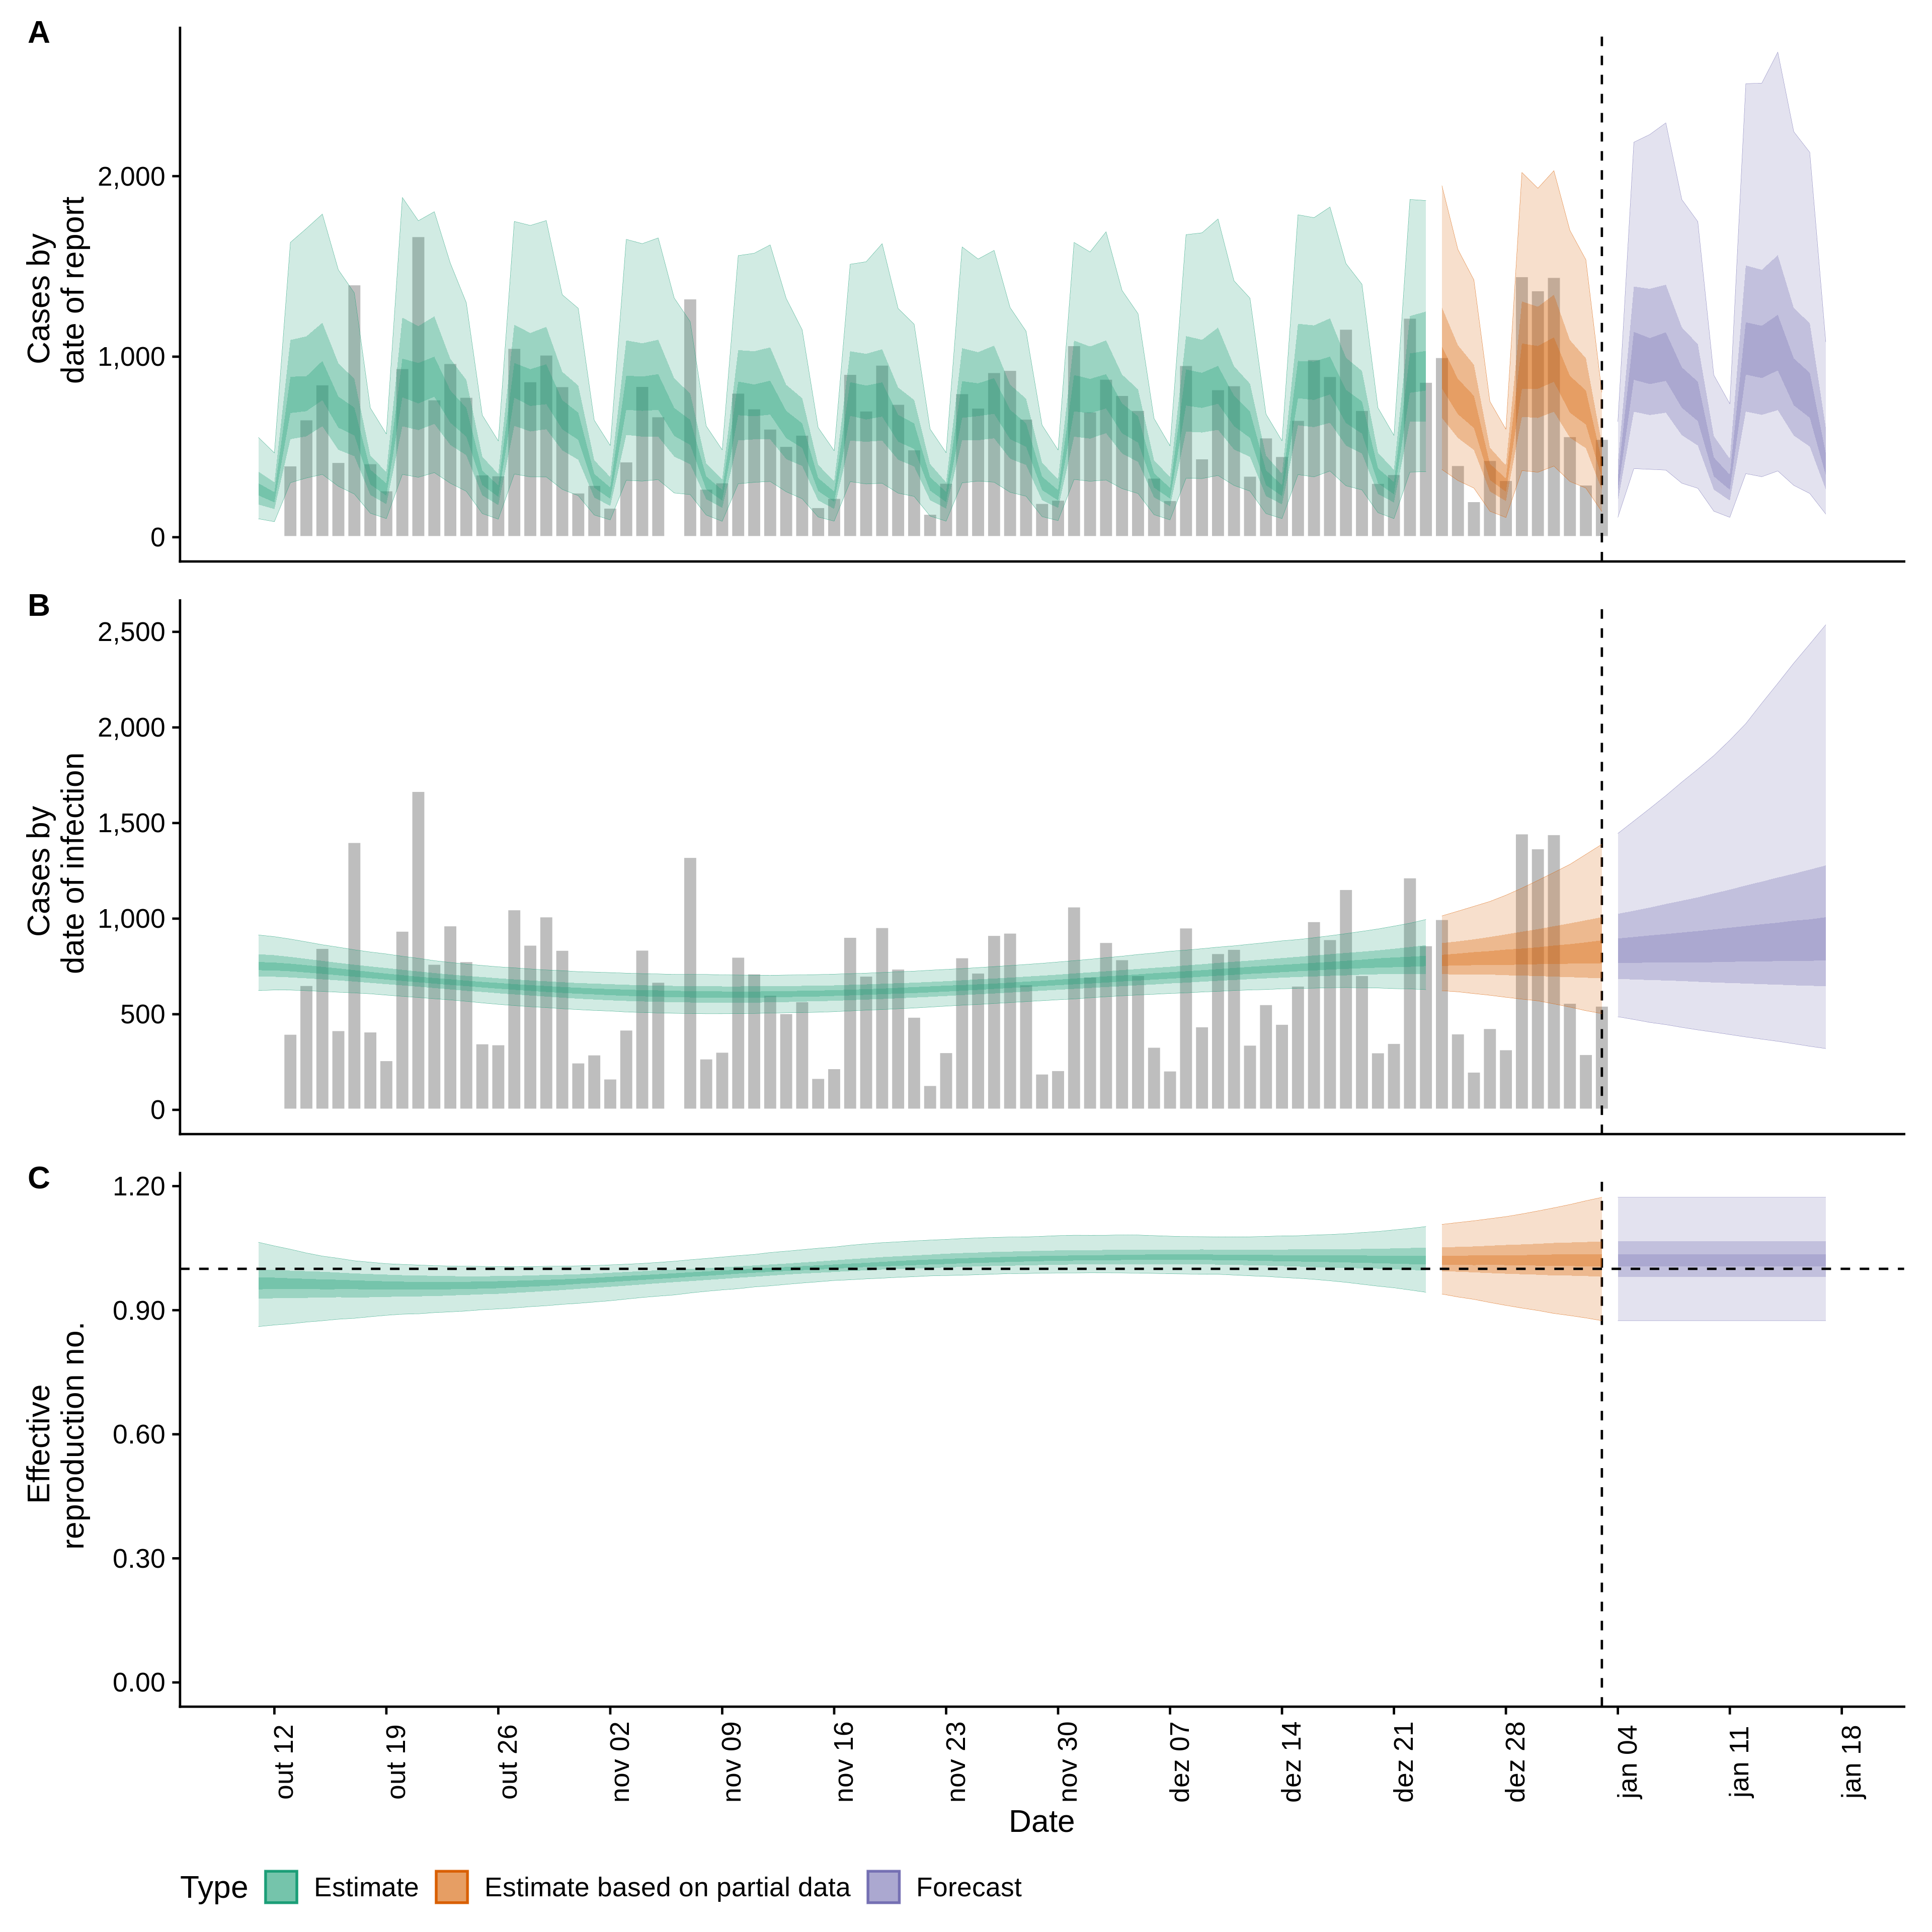 A
Cases by
date of report
2,000
1,000
0
B
Cases by
date of infection
2,500
2,000
1,500
1,000
500
0
C
Effective
reproduction no.
1.20
0.90
0.60
0.30
0.00
out 12
out 19
out 26
nov 02
nov 09
nov 16
nov 23
nov 30
dez 07
dez 14
dez 21
dez 28
jan 04
jan 11
jan 18
Date
Type Estimate Estimate based on partial data Forecast